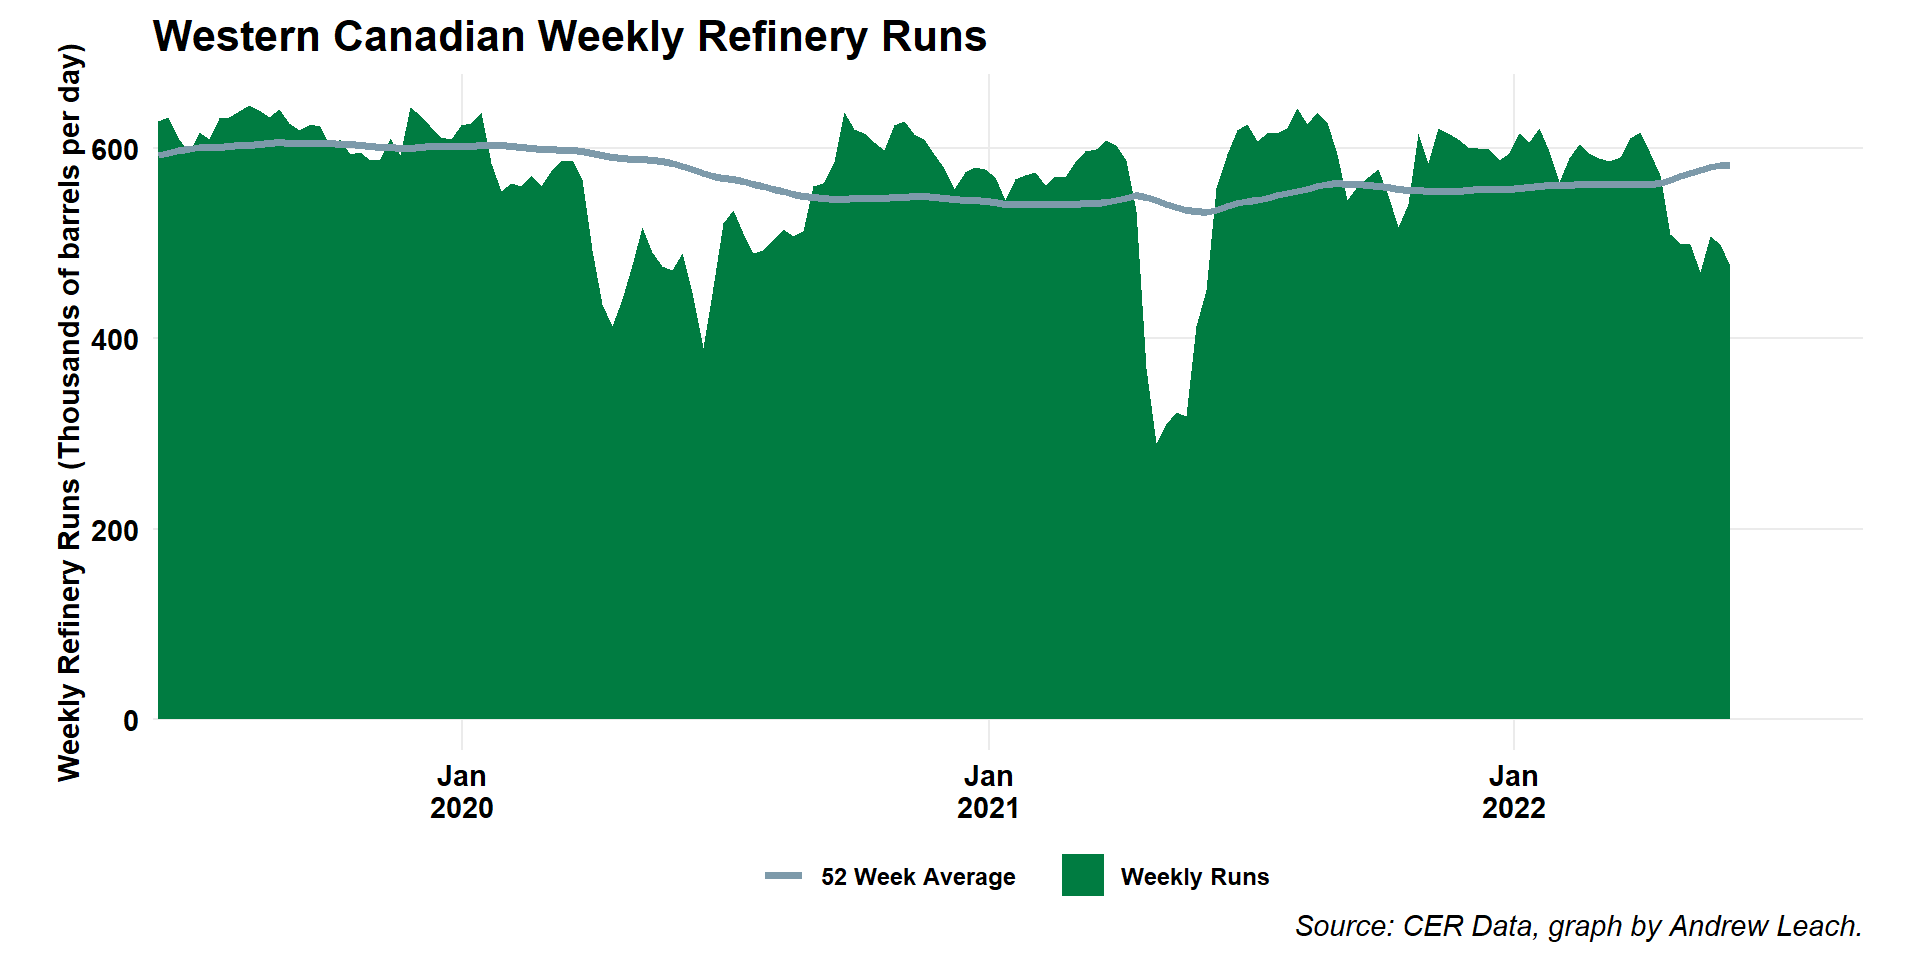 Western Canadian Weekly Refinery Runs
Weekly Refinery Runs (Thousands of barrels per day)
600
400
200
0
Jan
2020
Jan
2021
Jan
2022
52 Week Average
Weekly Runs
Source: CER Data, graph by Andrew Leach.